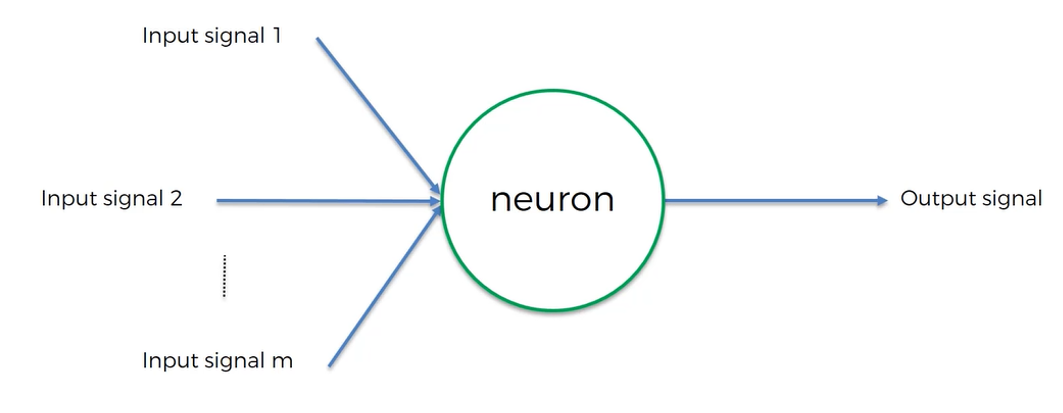 Input signal 1
Input signal 2
neuron
Output signal
Input signal m